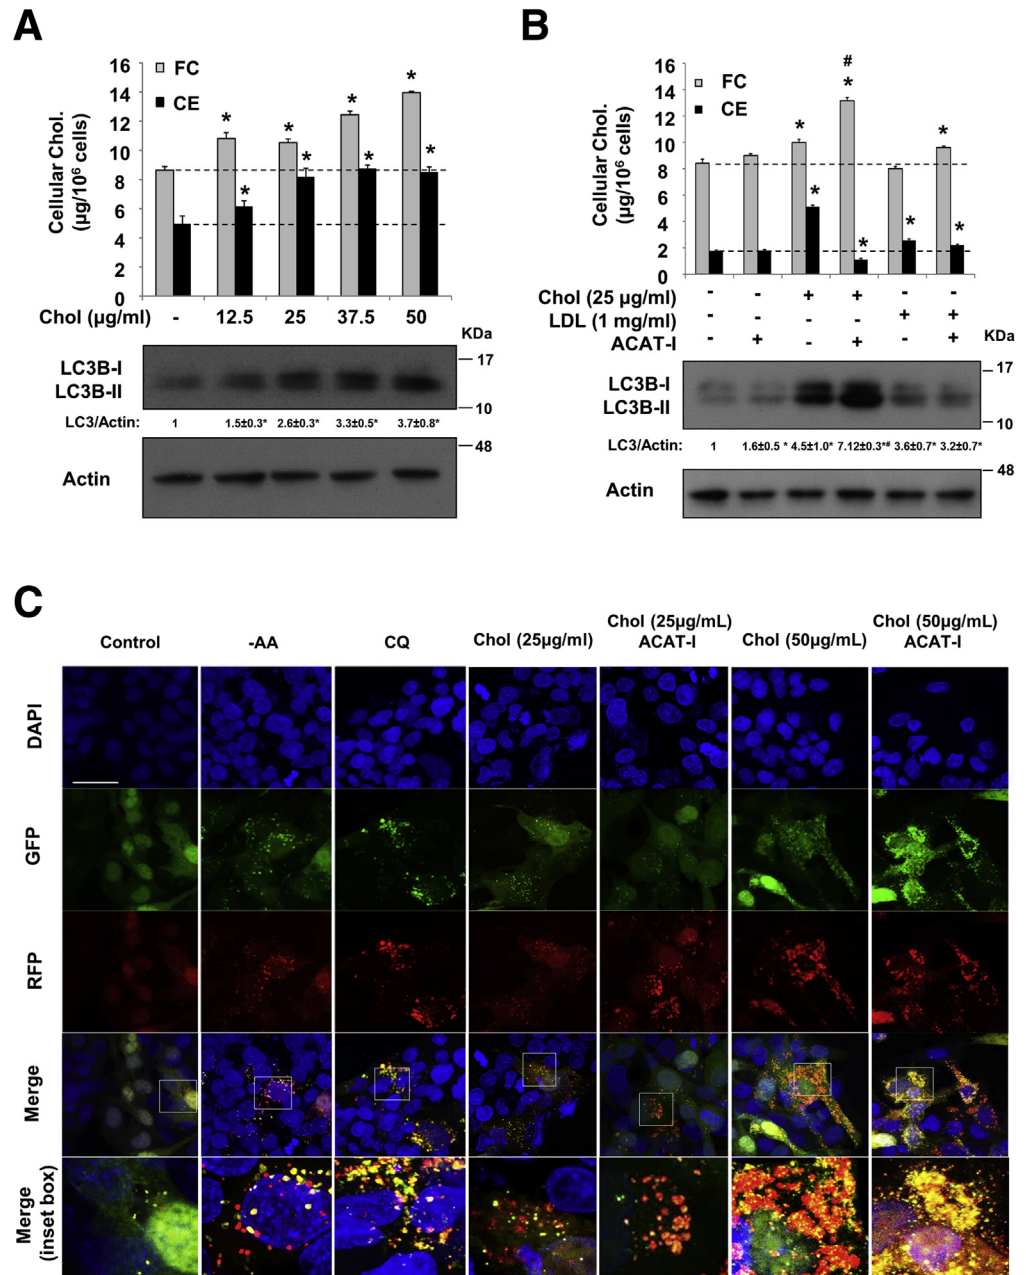 A
16
14
12
10
8
6
4
2
0
Cellular Chol.
(µg/10⁶ cells)
FC
CE
* * * * * * * *
Chol (µg/ml) - 12.5 25 37.5 50
KDa
LC3B-I
LC3B-II
17
10
LC3/Actin: 1 1.5±0.3* 2.6±0.3* 3.3±0.5* 3.7±0.8*
48
Actin
B
16
14
12
10
8
6
4
2
0
Cellular Chol.
(µg/10⁶ cells)
FC
CE
#
* * * * * * *
Chol (25 µg/ml) - - + + - -
LDL (1 mg/ml) - - - - + +
ACAT-I - + - + - +
KDa
LC3B-I
LC3B-II
17
10
LC3/Actin: 1 1.6±0.5 * 4.5±1.0* 7.12±0.3*# 3.6±0.7* 3.2±0.7*
48
Actin
C
Control
-AA
CQ
Chol (25µg/ml)
Chol (25µg/mL)
ACAT-I
Chol (50µg/mL)
Chol (50µg/mL)
ACAT-I
DAPI
GFP
RFP
Merge
Merge
(inset box)